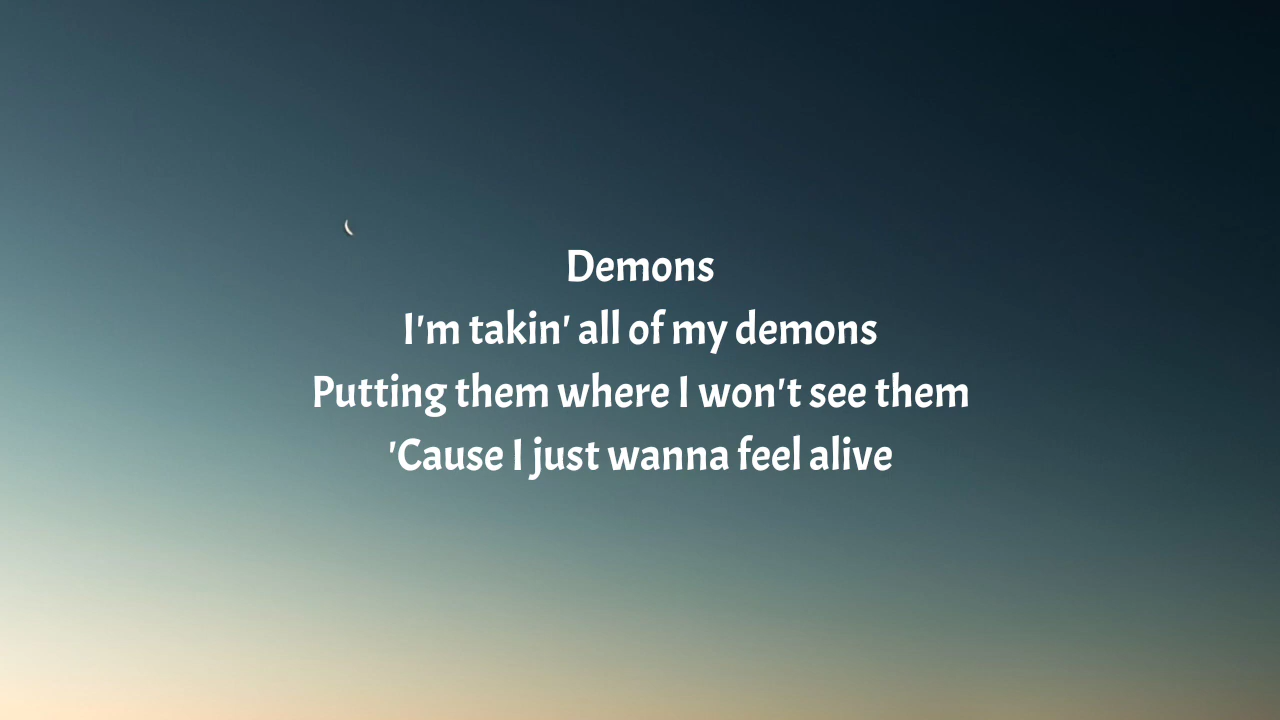 Demons
I'm takin' all of my demons
Putting them where I won't see them
'Cause I just wanna feel alive